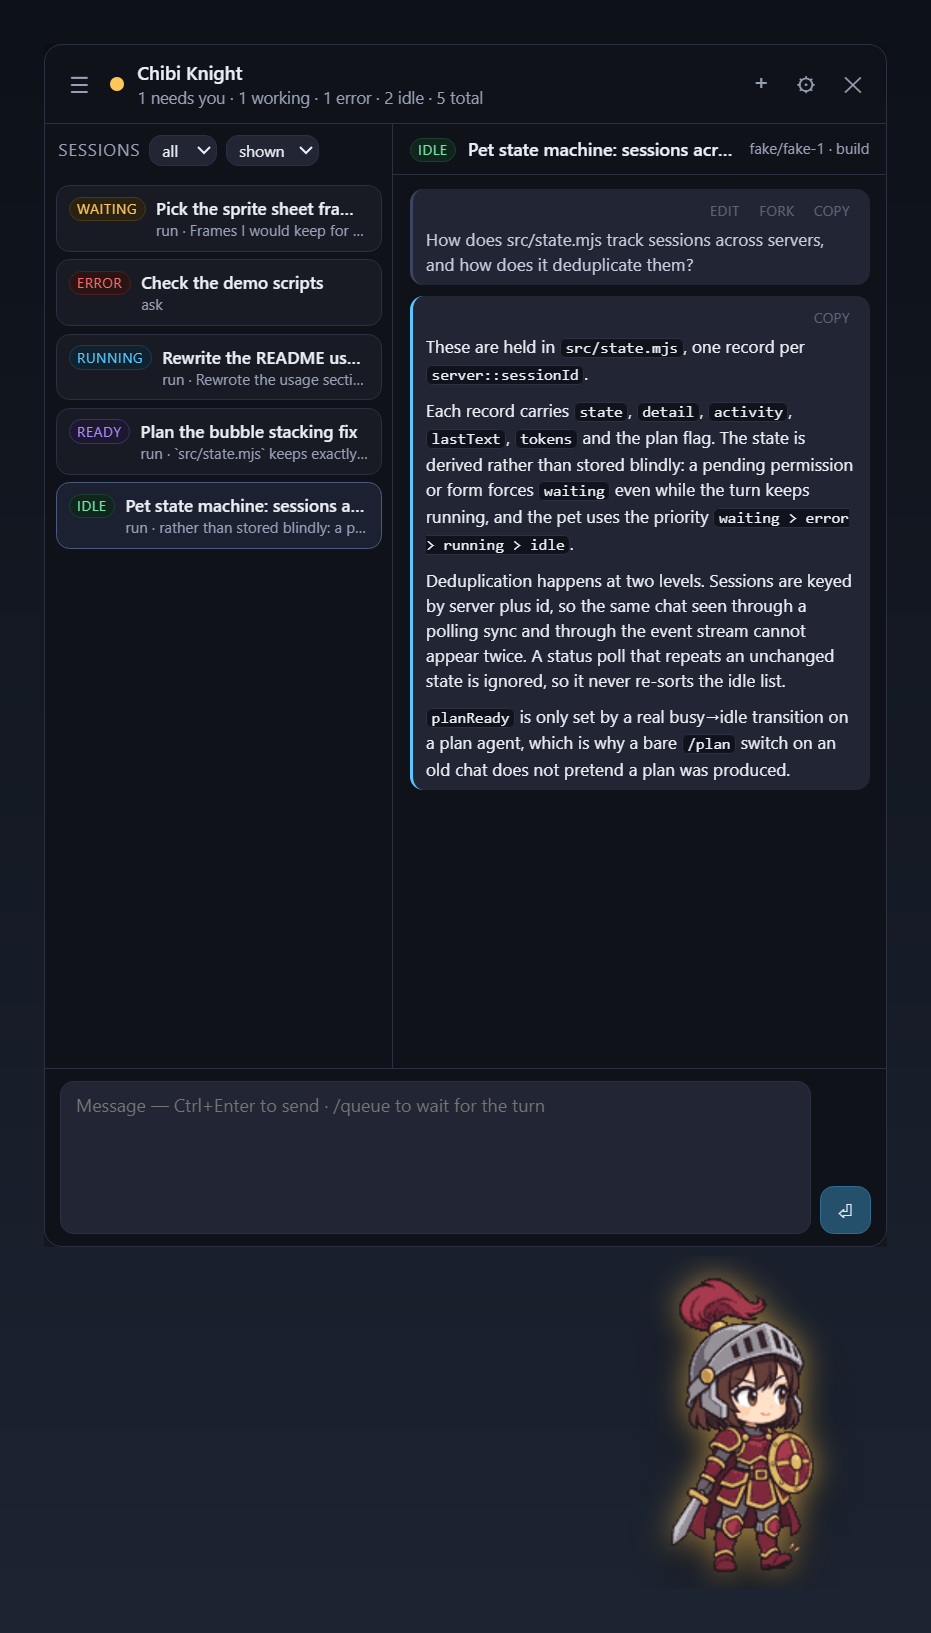 Chibi Knight
1 needs you · 1 working · 1 error · 2 idle · 5 total
SESSIONS all shown
WAITING Pick the sprite sheet fra...
run · Frames I would keep for ...
ERROR Check the demo scripts
ask
RUNNING Rewrite the README us...
run · Rewrote the usage secti...
READY Plan the bubble stacking fix
run · `src/state.mjs` keeps exactly...
IDLE Pet state machine: sessions a...
run · rather than stored blindly: a p...
IDLE Pet state machine: sessions acr... fake/fake-1 · build
EDIT FORK COPY
How does src/state.mjs track sessions across servers,
and how does it deduplicate them?
COPY
These are held in src/state.mjs, one record per
server::sessionId.
Each record carries state, detail, activity,
lastText, tokens and the plan flag. The state is
derived rather than stored blindly: a pending permission
or form forces waiting even while the turn keeps
running, and the pet uses the priority waiting > error
> running > idle.
Deduplication happens at two levels. Sessions are keyed
by server plus id, so the same chat seen through a
polling sync and through the event stream cannot
appear twice. A status poll that repeats an unchanged
state is ignored, so it never re-sorts the idle list.
planReady is only set by a real busy→idle transition on
a plan agent, which is why a bare /plan switch on an
old chat does not pretend a plan was produced.
Message — Ctrl+Enter to send · /queue to wait for the turn